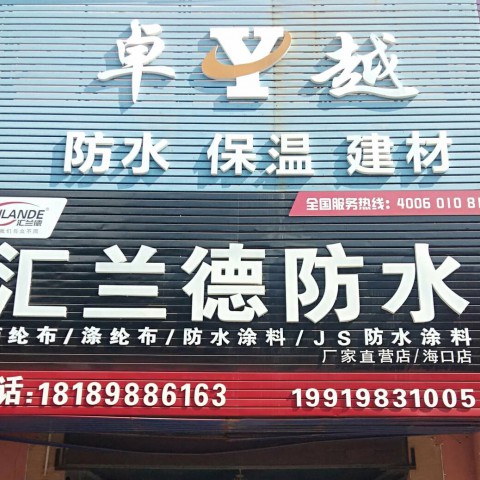 卓Y越
防水 保温 建材
全国服务热线: 4006 010 8
LANDE
汇兰德
汇兰德防水
纶布/涤纶布/防水涂料/JS防水涂料
厂家直营店/海口店
话:18189886163 19919831005